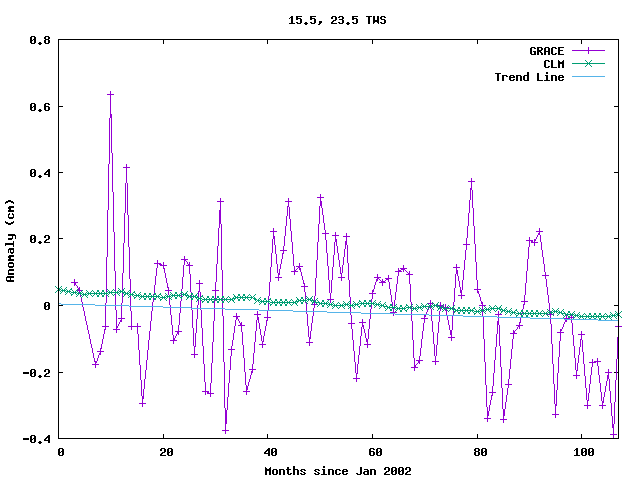 15.5, 23.5 TWS
GRACE
CLM
Trend Line
Anomaly (cm)
0.8
0.6
0.4
0.2
0
-0.2
-0.4
0 20 40 60 80 100
Months since Jan 2002